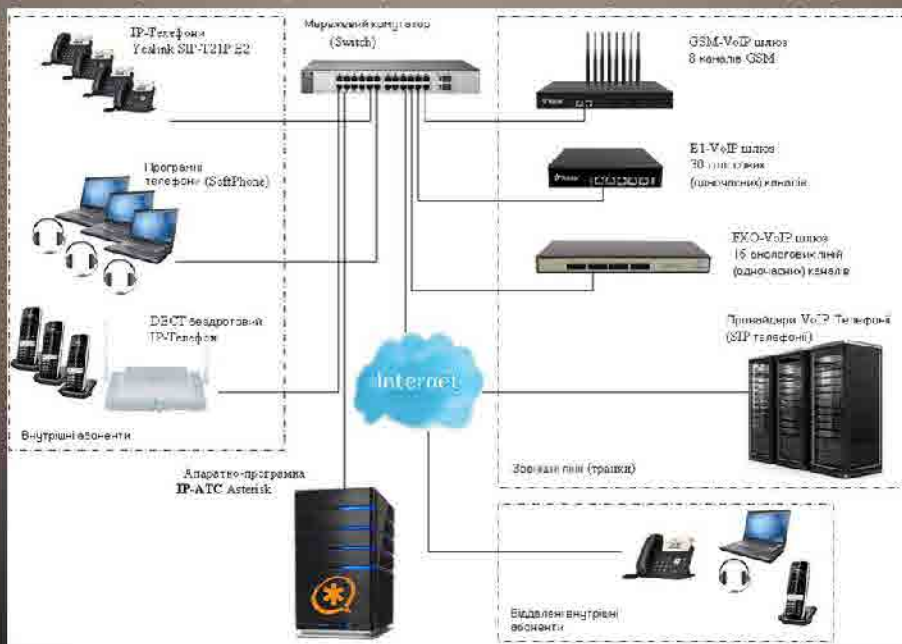 IP-Телефони
Yealink SIP-T21P E2
Мережевий комутатор
(Switch)
GSM-VoIP шлюз
8 каналів GSM
E1-VoIP шлюз
30 голосових
(одночасних) каналів
Програмні
телефони (SoftPhone)
FXO-VoIP шлюз
16 аналогових ліній
(одночасних) каналів
DECT бездротовий
IP-Телефон
Провайдери VoIP Телефонії
(SIP телефонії)
Internet
Внутрішні абоненти
Зовнішні лінії (транки)
Апаратно-програмна
IP-АТС Asterisk
Віддалені внутрішні
абоненти